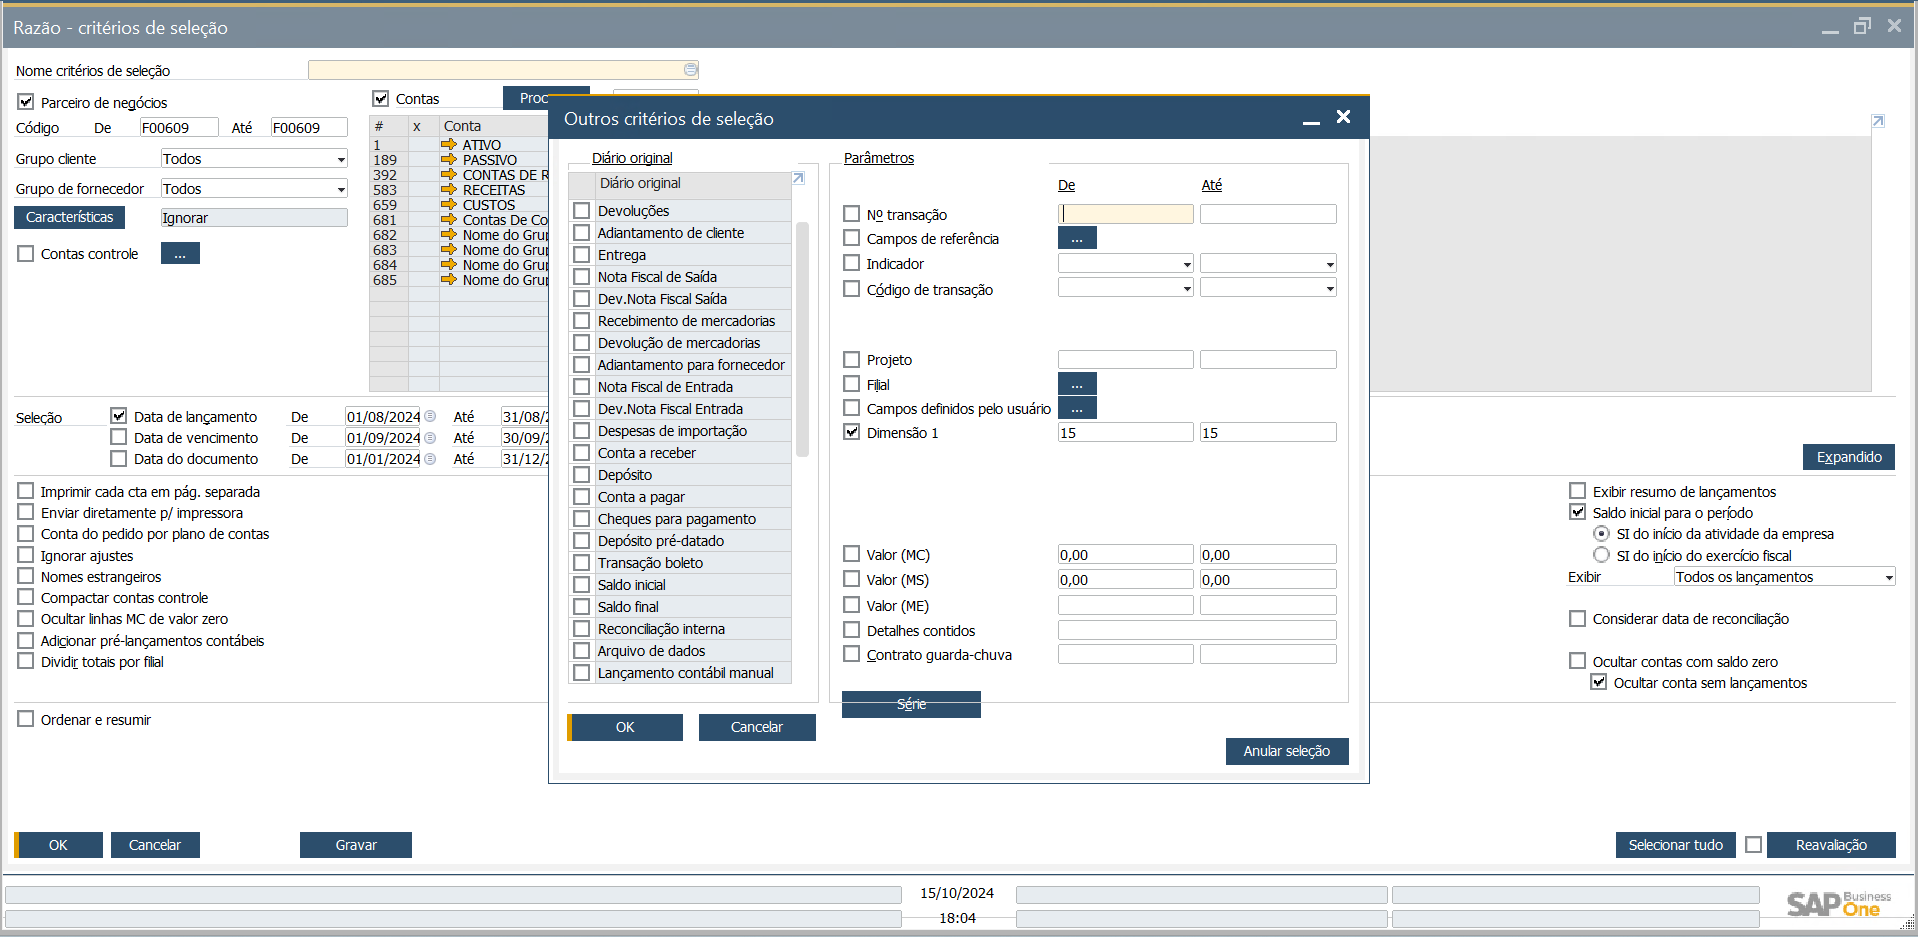 Razão - critérios de seleção
Nome critérios de seleção
Parceiro de negócios
Código De F00609 Até F00609
Grupo cliente Todos
Grupo de fornecedor Todos
Características Ignorar
Contas controle ...
Contas
# x Conta
1 ATIVO
189 PASSIVO
392 CONTAS DE R
583 RECEITAS
659 CUSTOS
681 Contas De Co
682 Nome do Grup
683 Nome do Grup
684 Nome do Grup
685 Nome do Grup
Seleção Data de lançamento De 01/08/2024 Até 31/08/2
Data de vencimento De 01/09/2024 Até 30/09/2
Data do documento De 01/01/2024 Até 31/12/2
Expandido
Imprimir cada cta em pág. separada
Enviar diretamente p/ impressora
Conta do pedido por plano de contas
Ignorar ajustes
Nomes estrangeiros
Compactar contas controle
Ocultar linhas MC de valor zero
Adicionar pré-lançamentos contábeis
Dividir totais por filial
Ordenar e resumir
Outros critérios de seleção
Diário original
Diário original
Devoluções
Adiantamento de cliente
Entrega
Nota Fiscal de Saída
Dev.Nota Fiscal Saída
Recebimento de mercadorias
Devolução de mercadorias
Adiantamento para fornecedor
Nota Fiscal de Entrada
Dev.Nota Fiscal Entrada
Despesas de importação
Conta a receber
Depósito
Conta a pagar
Cheques para pagamento
Depósito pré-datado
Transação boleto
Saldo inicial
Saldo final
Reconciliação interna
Arquivo de dados
Lançamento contábil manual
OK Cancelar
Parâmetros
De Até
Nº transação
Campos de referência ...
Indicador
Código de transação
Projeto
Filial ...
Campos definidos pelo usuário ...
Dimensão 1 15 15
Valor (MC) 0,00 0,00
Valor (MS) 0,00 0,00
Valor (ME)
Detalhes contidos
Contrato guarda-chuva
Série
Anular seleção
Exibir resumo de lançamentos
Saldo inicial para o período
SI do início da atividade da empresa
SI do início do exercício fiscal
Exibir Todos os lançamentos
Considerar data de reconciliação
Ocultar contas com saldo zero
Ocultar conta sem lançamentos
OK Cancelar Gravar Selecionar tudo Reavaliação
15/10/2024
18:04
SAP Business One